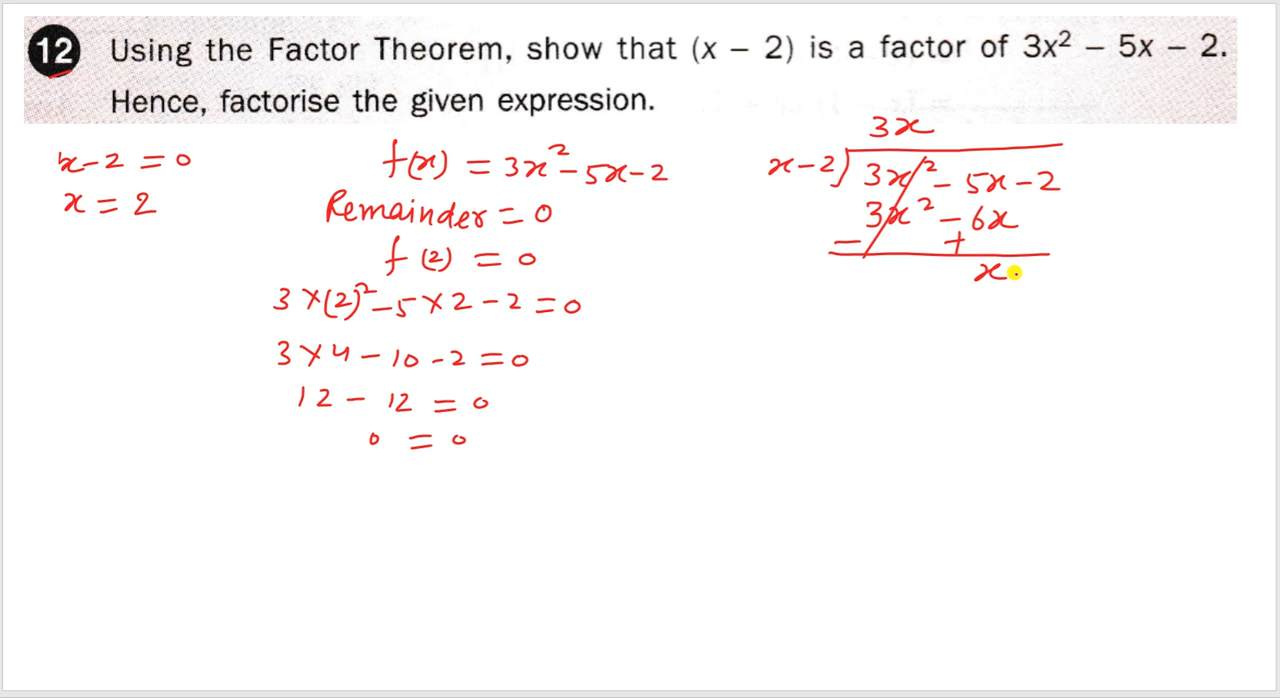 12 Using the Factor Theorem, show that (x – 2) is a factor of 3x² – 5x – 2.
Hence, factorise the given expression.
x-2 = 0
x = 2
f(x) = 3x² - 5x - 2
Remainder = 0
f(2) = 0
3 × (2)² - 5 × 2 - 2 = 0
3 × 4 - 10 - 2 = 0
12 - 12 = 0
0 = 0
3x
x-2) 3x² - 5x - 2
3x² - 6x
- +
x